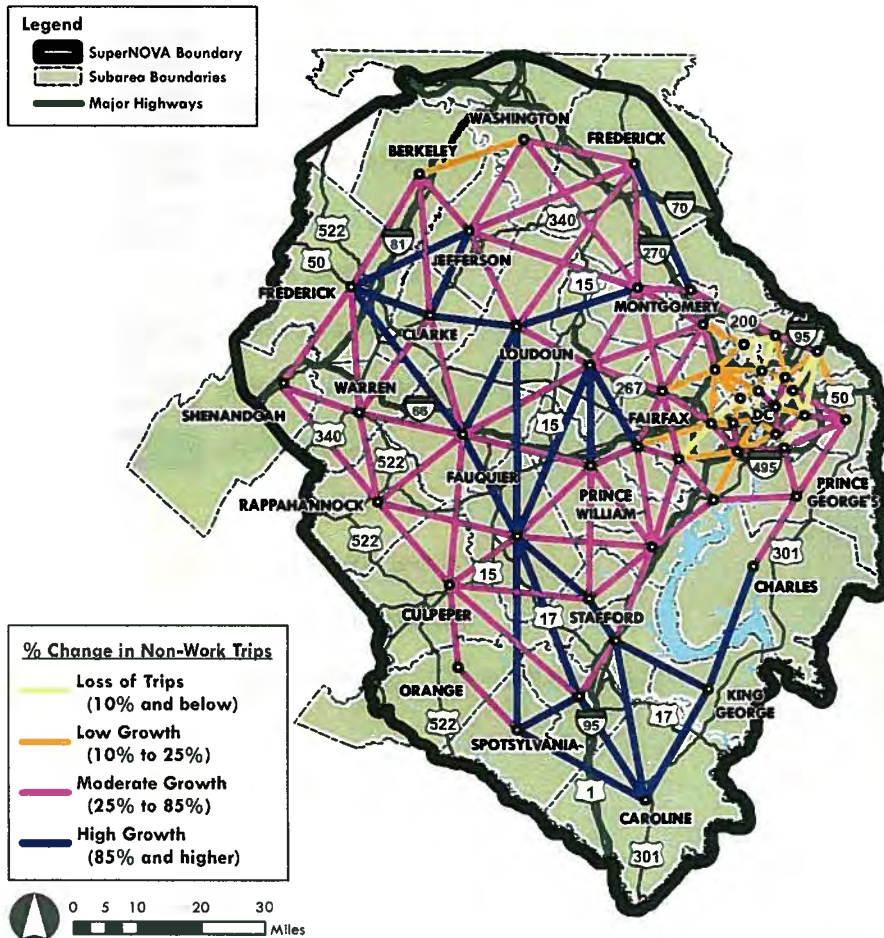 Legend
SuperNOVA Boundary
Subarea Boundaries
Major Highways
WASHINGTON
FREDERICK
BERKELEY
70
522
340
81
50
270
JEFFERSON
15
FREDERICK
MONTGOMERY
200
CLARKE
95
LOUDOUN
267
50
WARREN
66
FAIRFAX
DC
SHENANDOAH
15
340
522
495
FAUQUIER
PRINCE
WILLIAM
PRINCE
GEORGE'S
RAPPAHANNOCK
522
301
15
CHARLES
CULPEPER
17
STAFFORD
% Change in Non-Work Trips
Loss of Trips
(10% and below)
Low Growth
(10% to 25%)
Moderate Growth
(25% to 85%)
High Growth
(85% and higher)
ORANGE
KING
GEORGE
522
17
95
SPOTSYLVANIA
1
CAROLINE
301
0 5 10 20 30
Miles